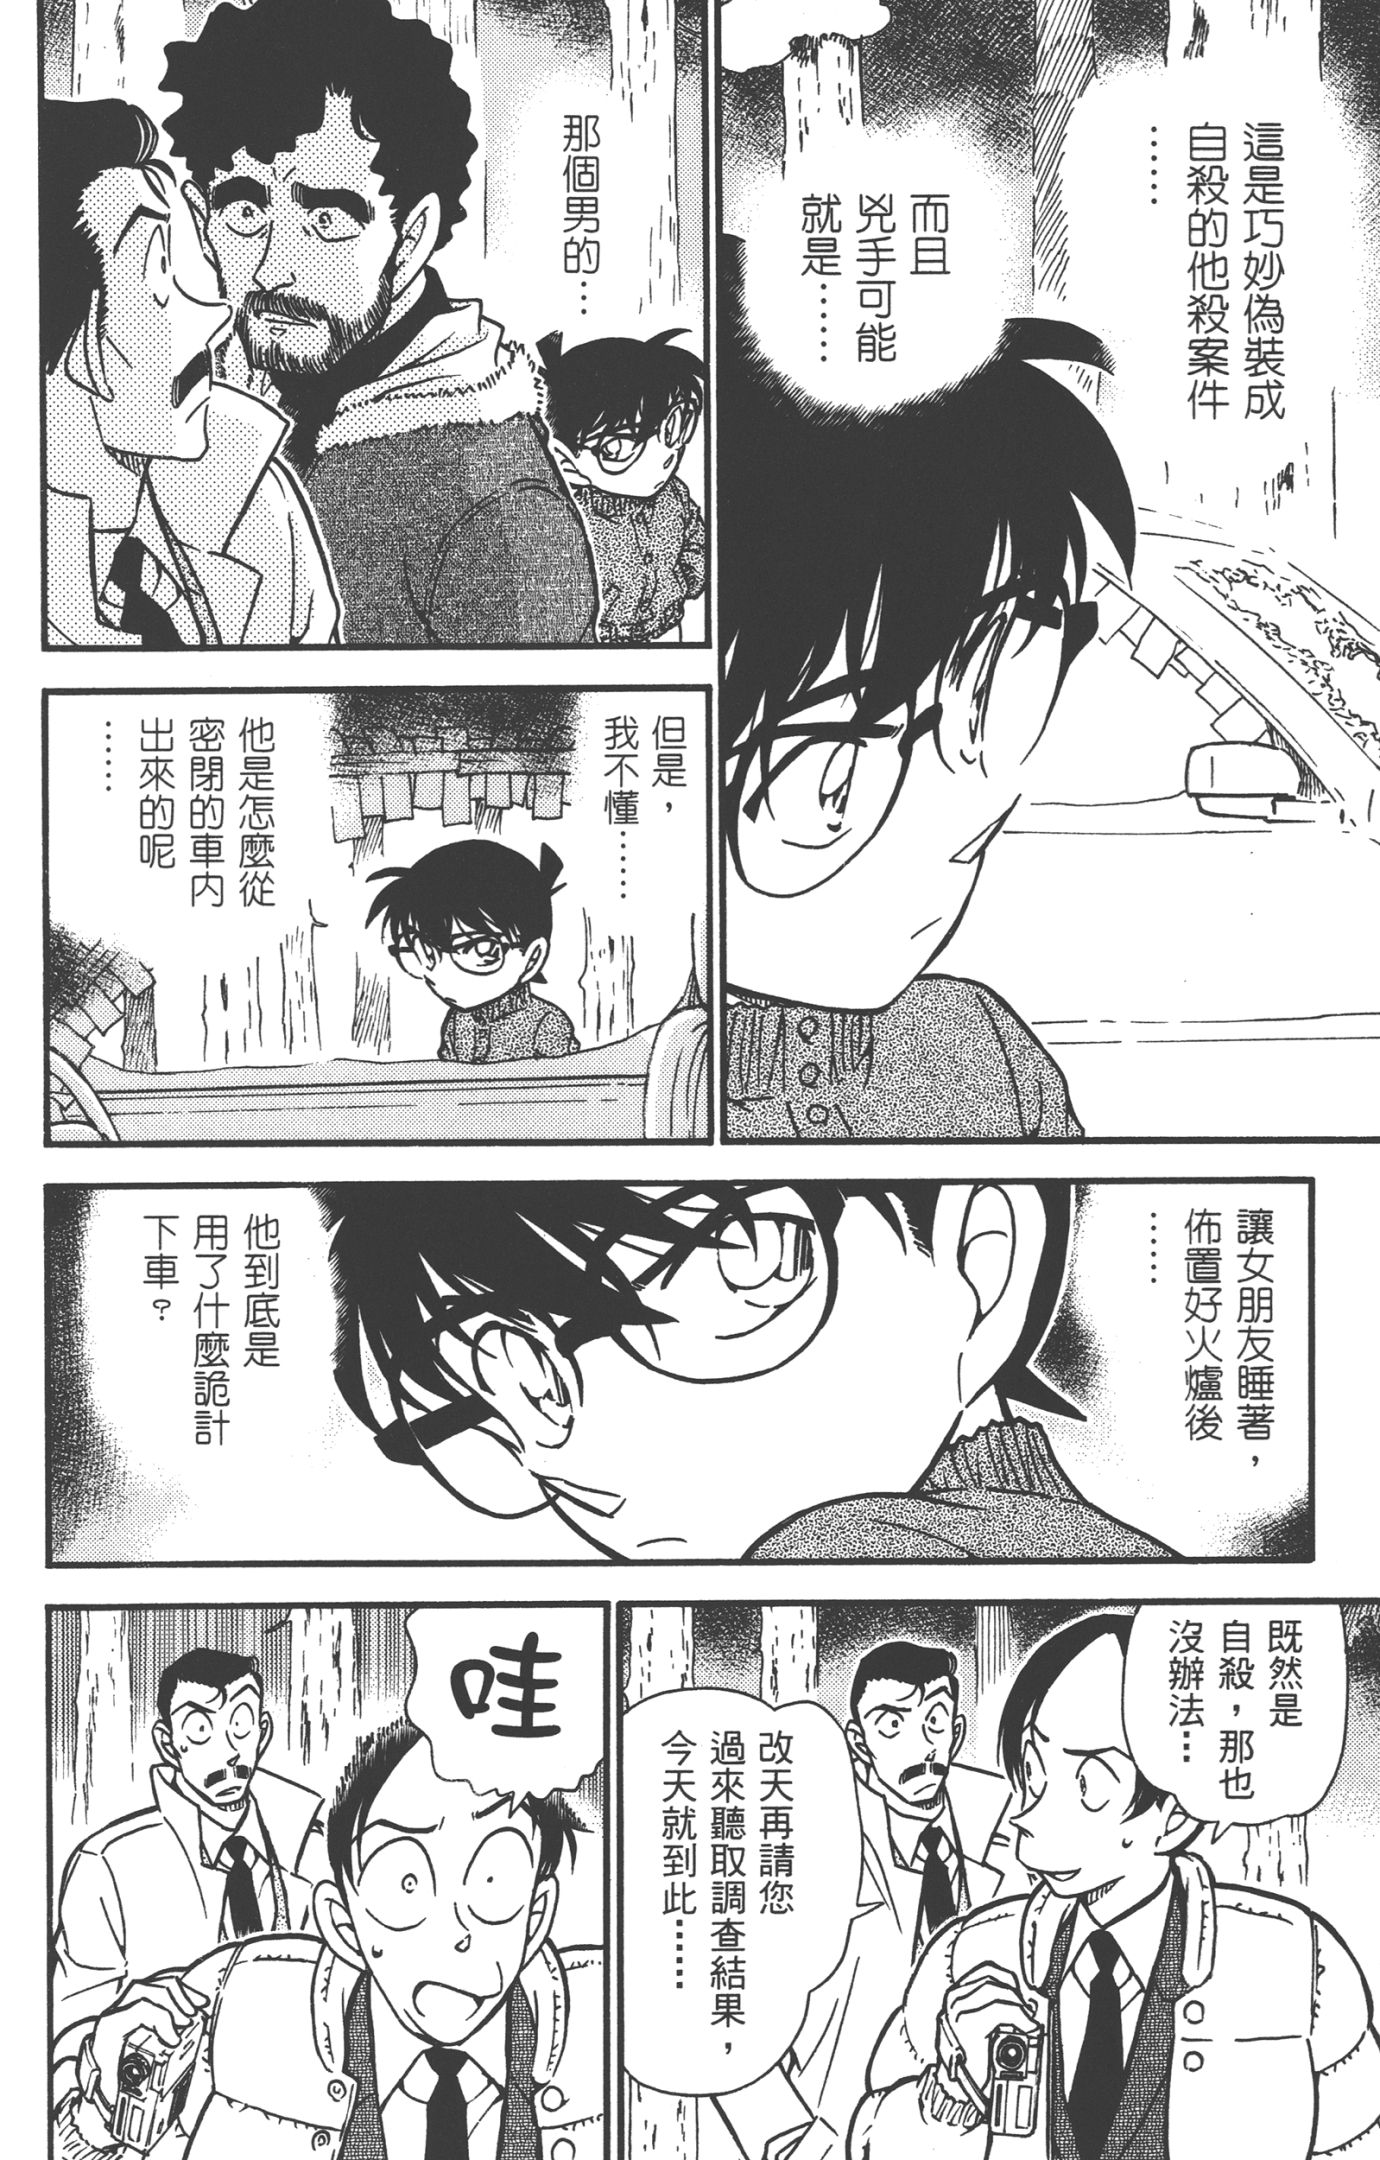 這是巧妙偽裝成
自殺的他殺案件
……
而且
兇手可能
就是……
那個男的…
但是，
我不懂……
他是怎麼從
密閉的車內
出來的呢
……
讓女朋友睡著，
佈置好火爐後
……
他到底是
用了什麼詭計
下車？
既然是
自殺，那也
沒辦法…
改天再請您
過來聽取調查結果，
今天就到此……
哇